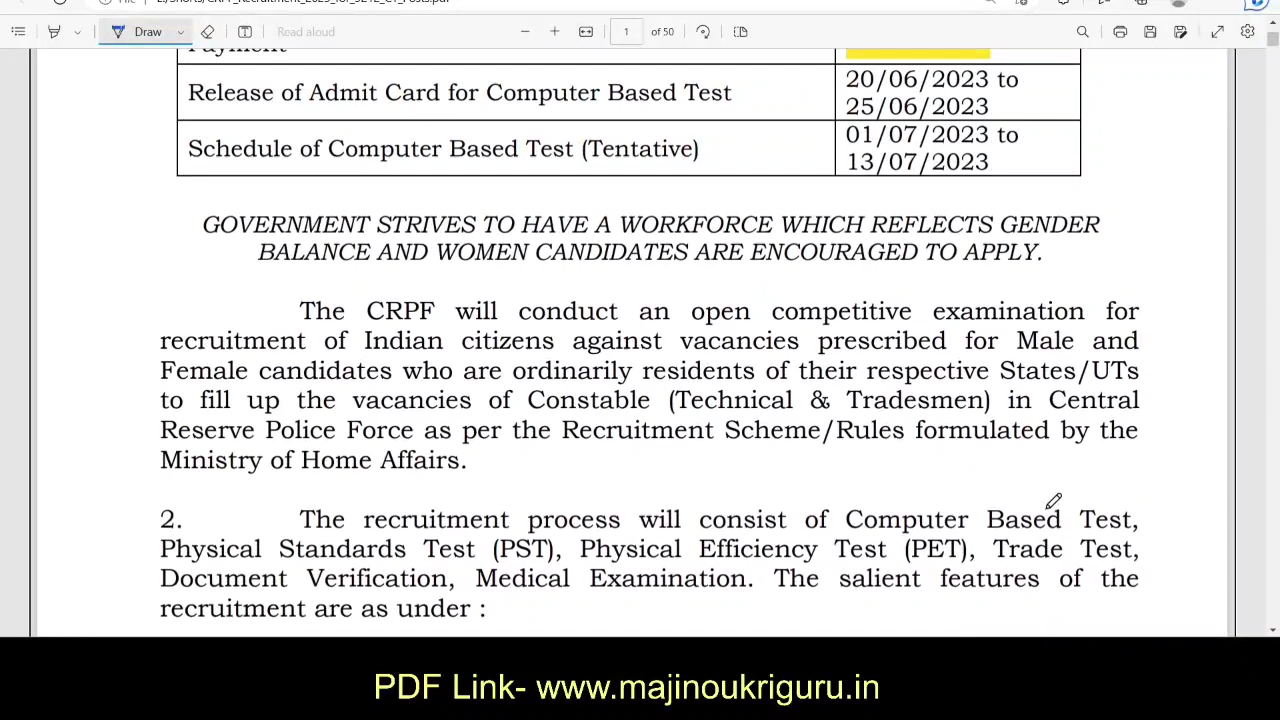 Draw
Read aloud
1
of 50
Payment
Release of Admit Card for Computer Based Test
20/06/2023 to
25/06/2023
Schedule of Computer Based Test (Tentative)
01/07/2023 to
13/07/2023
GOVERNMENT STRIVES TO HAVE A WORKFORCE WHICH REFLECTS GENDER
BALANCE AND WOMEN CANDIDATES ARE ENCOURAGED TO APPLY.
The CRPF will conduct an open competitive examination for
recruitment of Indian citizens against vacancies prescribed for Male and
Female candidates who are ordinarily residents of their respective States/UTs
to fill up the vacancies of Constable (Technical & Tradesmen) in Central
Reserve Police Force as per the Recruitment Scheme/Rules formulated by the
Ministry of Home Affairs.
2. The recruitment process will consist of Computer Based Test,
Physical Standards Test (PST), Physical Efficiency Test (PET), Trade Test,
Document Verification, Medical Examination. The salient features of the
recruitment are as under :
PDF Link- www.majinoukriguru.in